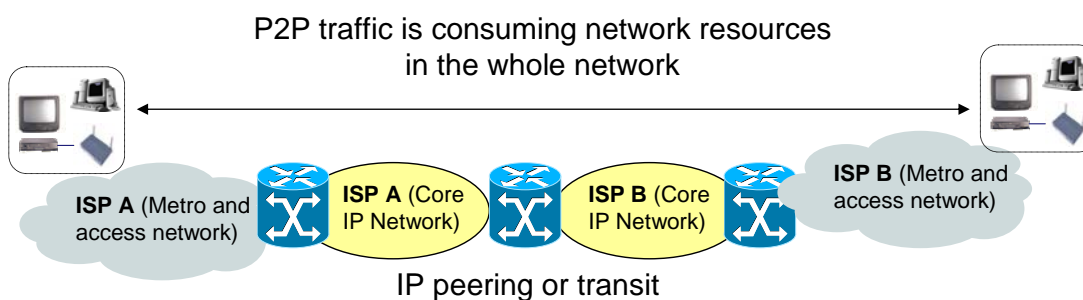 P2P traffic is consuming network resources
in the whole network
ISP A (Metro and
access network)
ISP A (Core
IP Network)
ISP B (Core
IP Network)
ISP B (Metro and
access network)
IP peering or transit